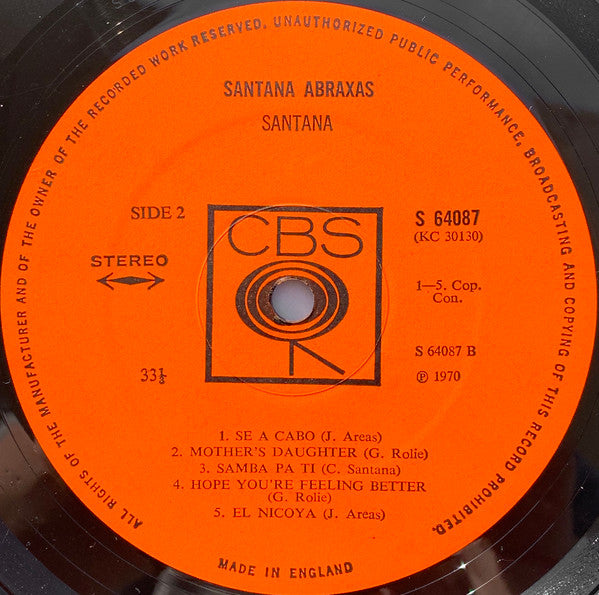 ALL RIGHTS OF THE MANUFACTURER AND OF THE OWNER OF THE RECORDED WORK RESERVED. UNAUTHORIZED PUBLIC PERFORMANCE, BROADCASTING AND COPYING OF THIS RECORD PROHIBITED.
SANTANA ABRAXAS
SANTANA
SIDE 2
STEREO
33⅓
CBS
S 64087
(KC 30130)
1—5. Cop.
Con.
S 64087 B
℗ 1970
1. SE A CABO (J. Areas)
2. MOTHER'S DAUGHTER (G. Rolie)
3. SAMBA PA TI (C. Santana)
4. HOPE YOU'RE FEELING BETTER
(G. Rolie)
5. EL NICOYA (J. Areas)
MADE IN ENGLAND